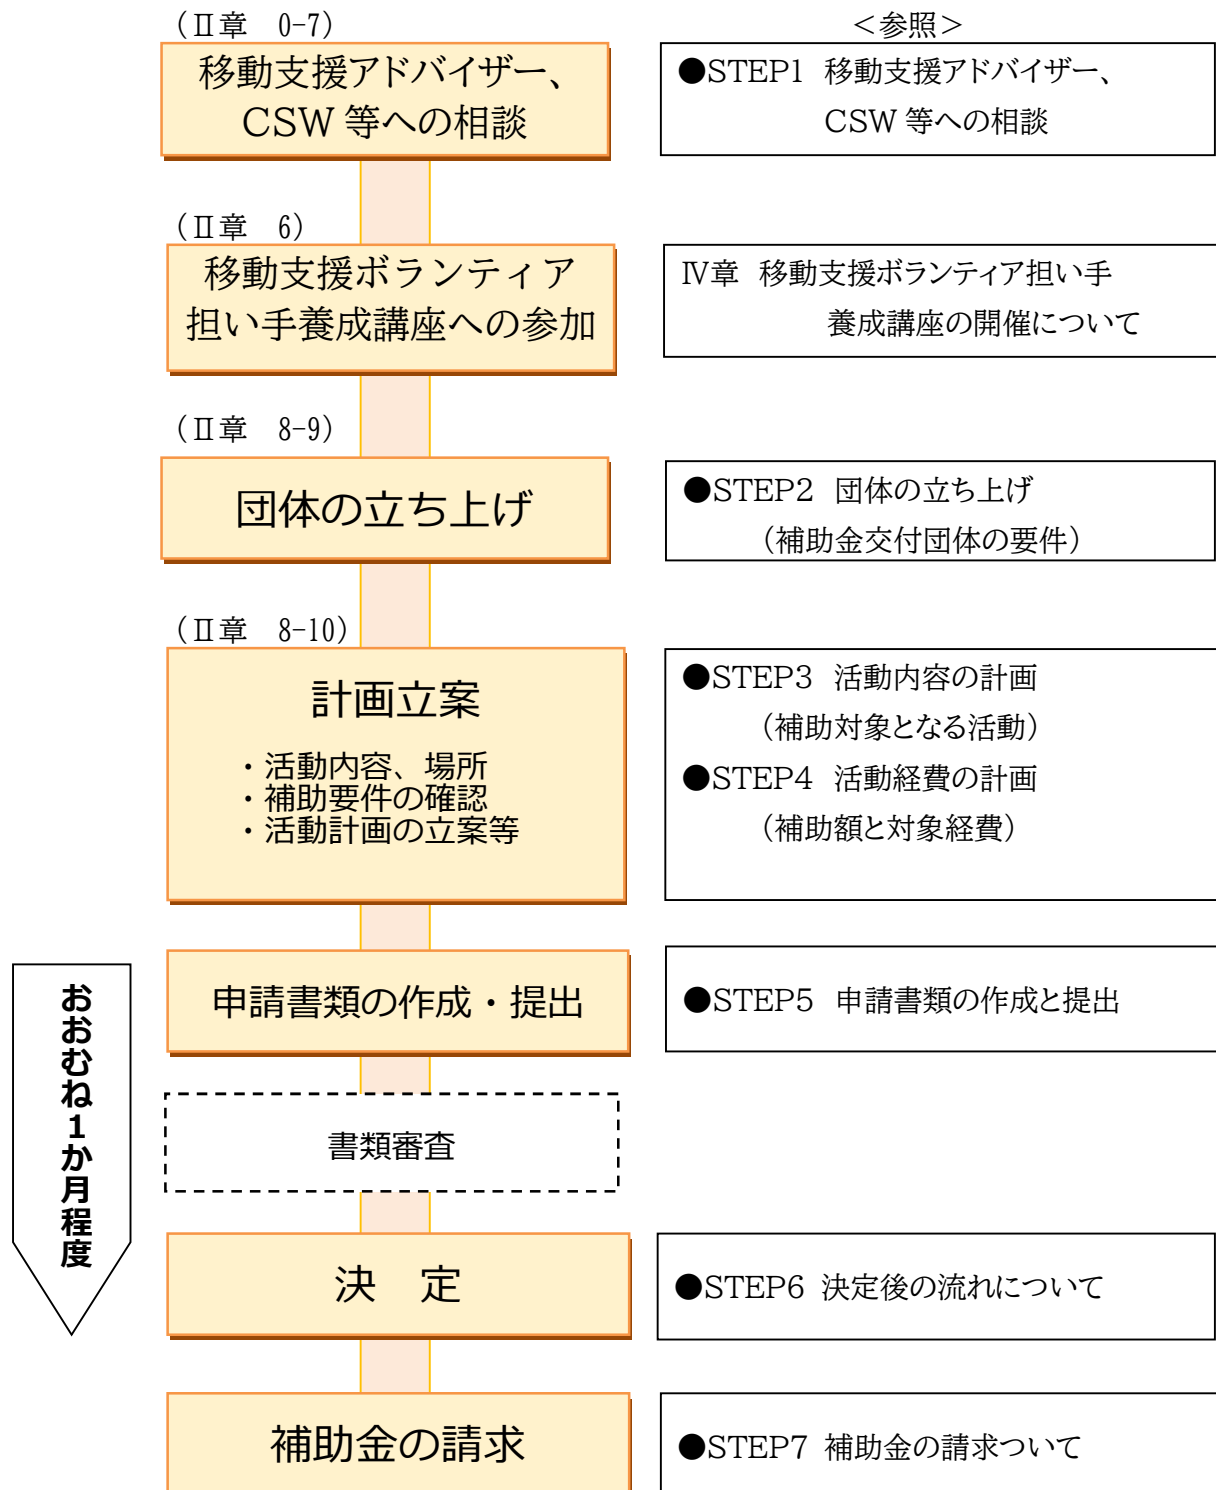 (Ⅱ章　0-7)
＜参照＞
移動支援アドバイザー、
CSW 等への相談
●STEP1 移動支援アドバイザー、
CSW 等への相談
(Ⅱ章　6)
移動支援ボランティア
担い手養成講座への参加
Ⅳ章 移動支援ボランティア担い手
養成講座の開催について
(Ⅱ章　8-9)
団体の立ち上げ
●STEP2 団体の立ち上げ
（補助金交付団体の要件）
(Ⅱ章　8-10)
計画立案
・活動内容、場所
・補助要件の確認
・活動計画の立案等
●STEP3 活動内容の計画
（補助対象となる活動）
●STEP4 活動経費の計画
（補助額と対象経費）
おおむね１か月程度
申請書類の作成・提出
●STEP5 申請書類の作成と提出
書類審査
決　定
●STEP6 決定後の流れについて
補助金の請求
●STEP7 補助金の請求ついて